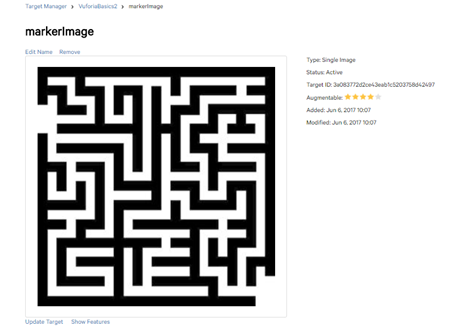 Target Manager > VuforiaBasics2 > markerImage
markerImage
Edit Name Remove
Type: Single Image
Status: Active
Target ID: 3a083772d2ce43eab1c5203758d42497
Augmentable:
Added: Jun 6, 2017 10:07
Modified: Jun 6, 2017 10:07
Update Target Show Features